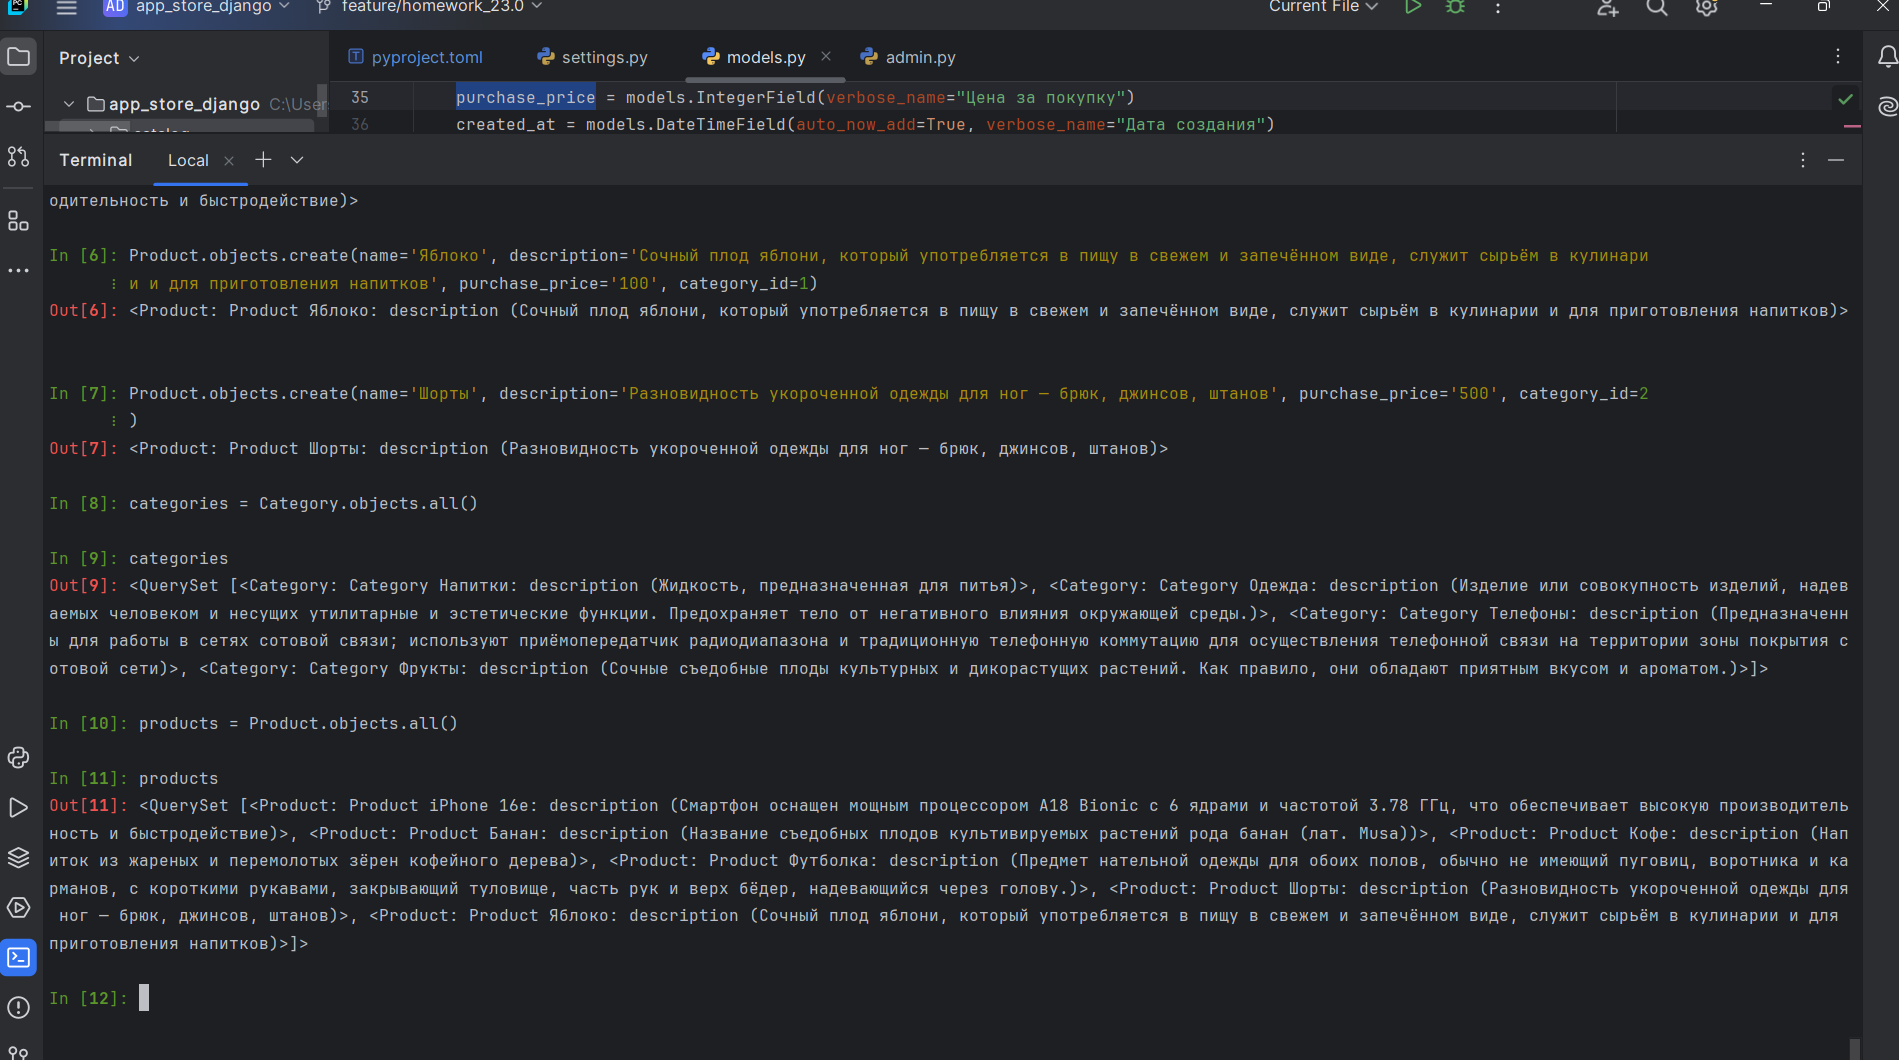 AD app_store_django feature/homework_23.0 Current File
Project pyproject.toml settings.py models.py admin.py
app_store_django C:\User
35 purchase_price = models.IntegerField(verbose_name="Цена за покупку")
36 created_at = models.DateTimeField(auto_now_add=True, verbose_name="Дата создания")
Terminal Local
одительность и быстродействие)>
In [6]: Product.objects.create(name='Яблоко', description='Сочный плод яблони, который употребляется в пищу в свежем и запечённом виде, служит сырьём в кулинари
⋮ и и для приготовления напитков', purchase_price='100', category_id=1)
Out[6]: <Product: Product Яблоко: description (Сочный плод яблони, который употребляется в пищу в свежем и запечённом виде, служит сырьём в кулинарии и для приготовления напитков)>
In [7]: Product.objects.create(name='Шорты', description='Разновидность укороченной одежды для ног — брюк, джинсов, штанов', purchase_price='500', category_id=2
⋮ )
Out[7]: <Product: Product Шорты: description (Разновидность укороченной одежды для ног — брюк, джинсов, штанов)>
In [8]: categories = Category.objects.all()
In [9]: categories
Out[9]: <QuerySet [<Category: Category Напитки: description (Жидкость, предназначенная для питья)>, <Category: Category Одежда: description (Изделие или совокупность изделий, надев
аемых человеком и несущих утилитарные и эстетические функции. Предохраняет тело от негативного влияния окружающей среды.)>, <Category: Category Телефоны: description (Предназначенн
ы для работы в сетях сотовой связи; используют приёмопередатчик радиодиапазона и традиционную телефонную коммутацию для осуществления телефонной связи на территории зоны покрытия с
отовой сети)>, <Category: Category Фрукты: description (Сочные съедобные плоды культурных и дикорастущих растений. Как правило, они обладают приятным вкусом и ароматом.)>]>
In [10]: products = Product.objects.all()
In [11]: products
Out[11]: <QuerySet [<Product: Product iPhone 16e: description (Смартфон оснащен мощным процессором A18 Bionic с 6 ядрами и частотой 3.78 ГГц, что обеспечивает высокую производитель
ность и быстродействие)>, <Product: Product Банан: description (Название съедобных плодов культивируемых растений рода банан (лат. Musa))>, <Product: Product Кофе: description (Нап
иток из жареных и перемолотых зёрен кофейного дерева)>, <Product: Product Футболка: description (Предмет нательной одежды для обоих полов, обычно не имеющий пуговиц, воротника и ка
рманов, с короткими рукавами, закрывающий туловище, часть рук и верх бёдер, надевающийся через голову.)>, <Product: Product Шорты: description (Разновидность укороченной одежды для
ног — брюк, джинсов, штанов)>, <Product: Product Яблоко: description (Сочный плод яблони, который употребляется в пищу в свежем и запечённом виде, служит сырьём в кулинарии и для
приготовления напитков)>]>
In [12]: